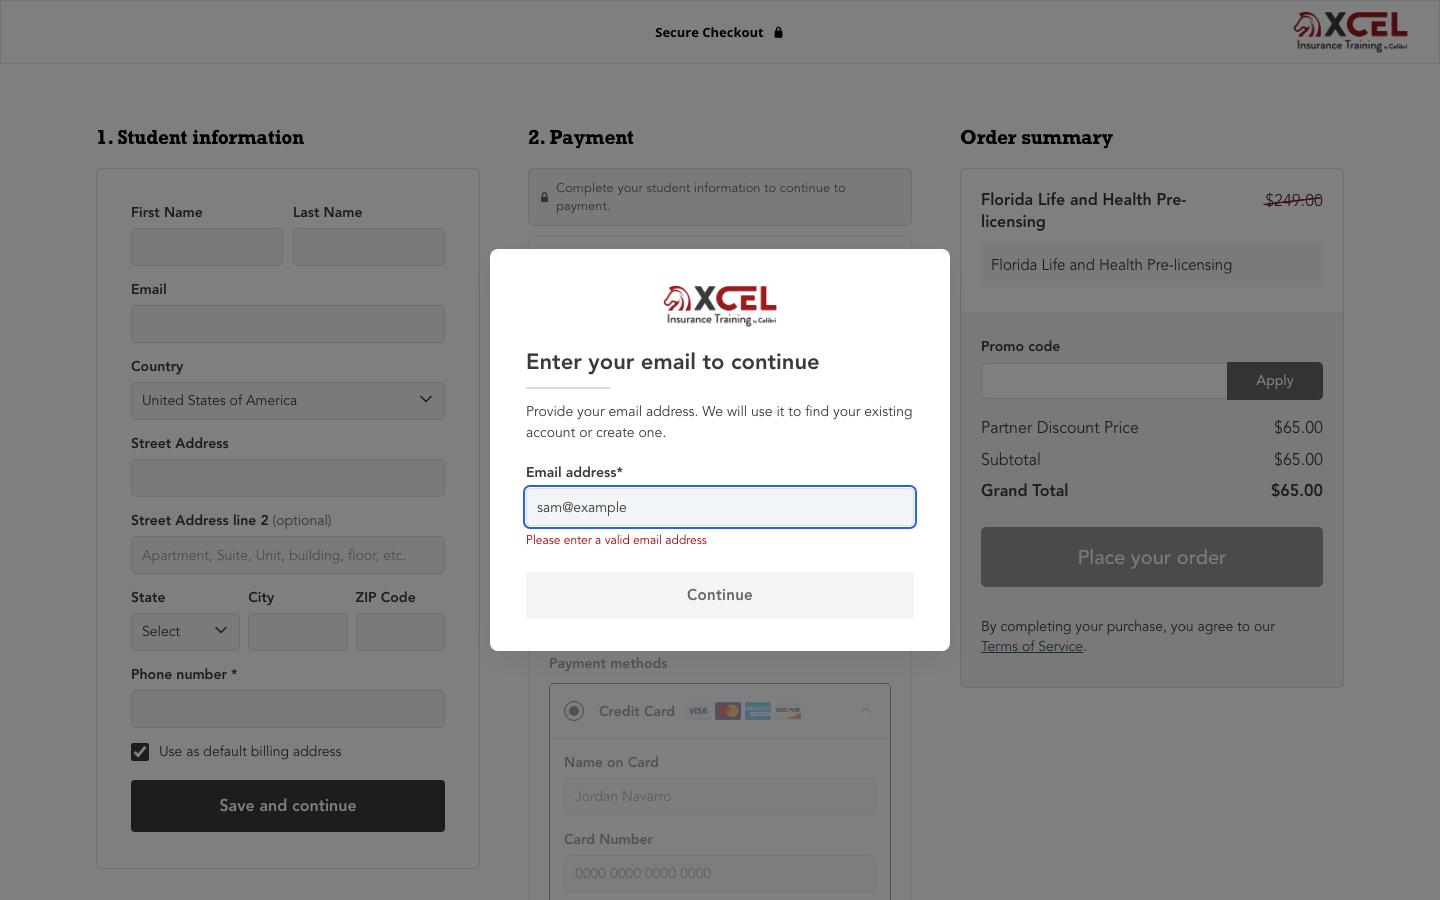 Secure Checkout
XCEL
Insurance Training by Calibri
1. Student information
First Name
Last Name
Email
Country
United States of America
Street Address
Street Address line 2 (optional)
Apartment, Suite, Unit, building, floor, etc.
State
City
ZIP Code
Select
Phone number *
Use as default billing address
Save and continue
2. Payment
Complete your student information to continue to
payment.
XCEL
Insurance Training by Calibri
Enter your email to continue
Provide your email address. We will use it to find your existing
account or create one.
Email address*
sam@example
Please enter a valid email address
Continue
Payment methods
Credit Card
VISA
DISCOVER
Name on Card
Jordan Navarro
Card Number
0000 0000 0000 0000
Order summary
Florida Life and Health Pre-
licensing
$249.00
Florida Life and Health Pre-licensing
Promo code
Apply
Partner Discount Price
$65.00
Subtotal
$65.00
Grand Total
$65.00
Place your order
By completing your purchase, you agree to our
Terms of Service.